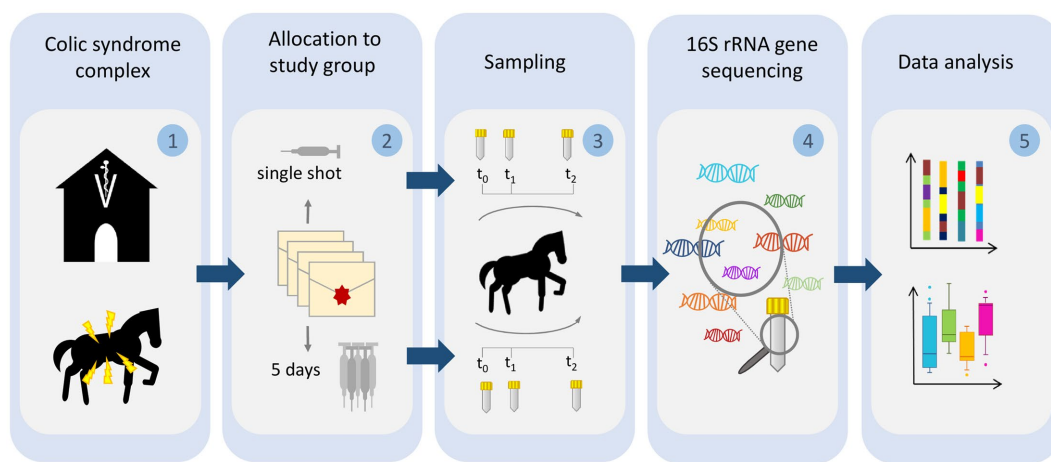 Colic syndrome
complex
1
V
Allocation to
study group
2
single shot
5 days
Sampling
3
t₀ t₁ t₂
t₀ t₁ t₂
16S rRNA gene
sequencing
4
Data analysis
5